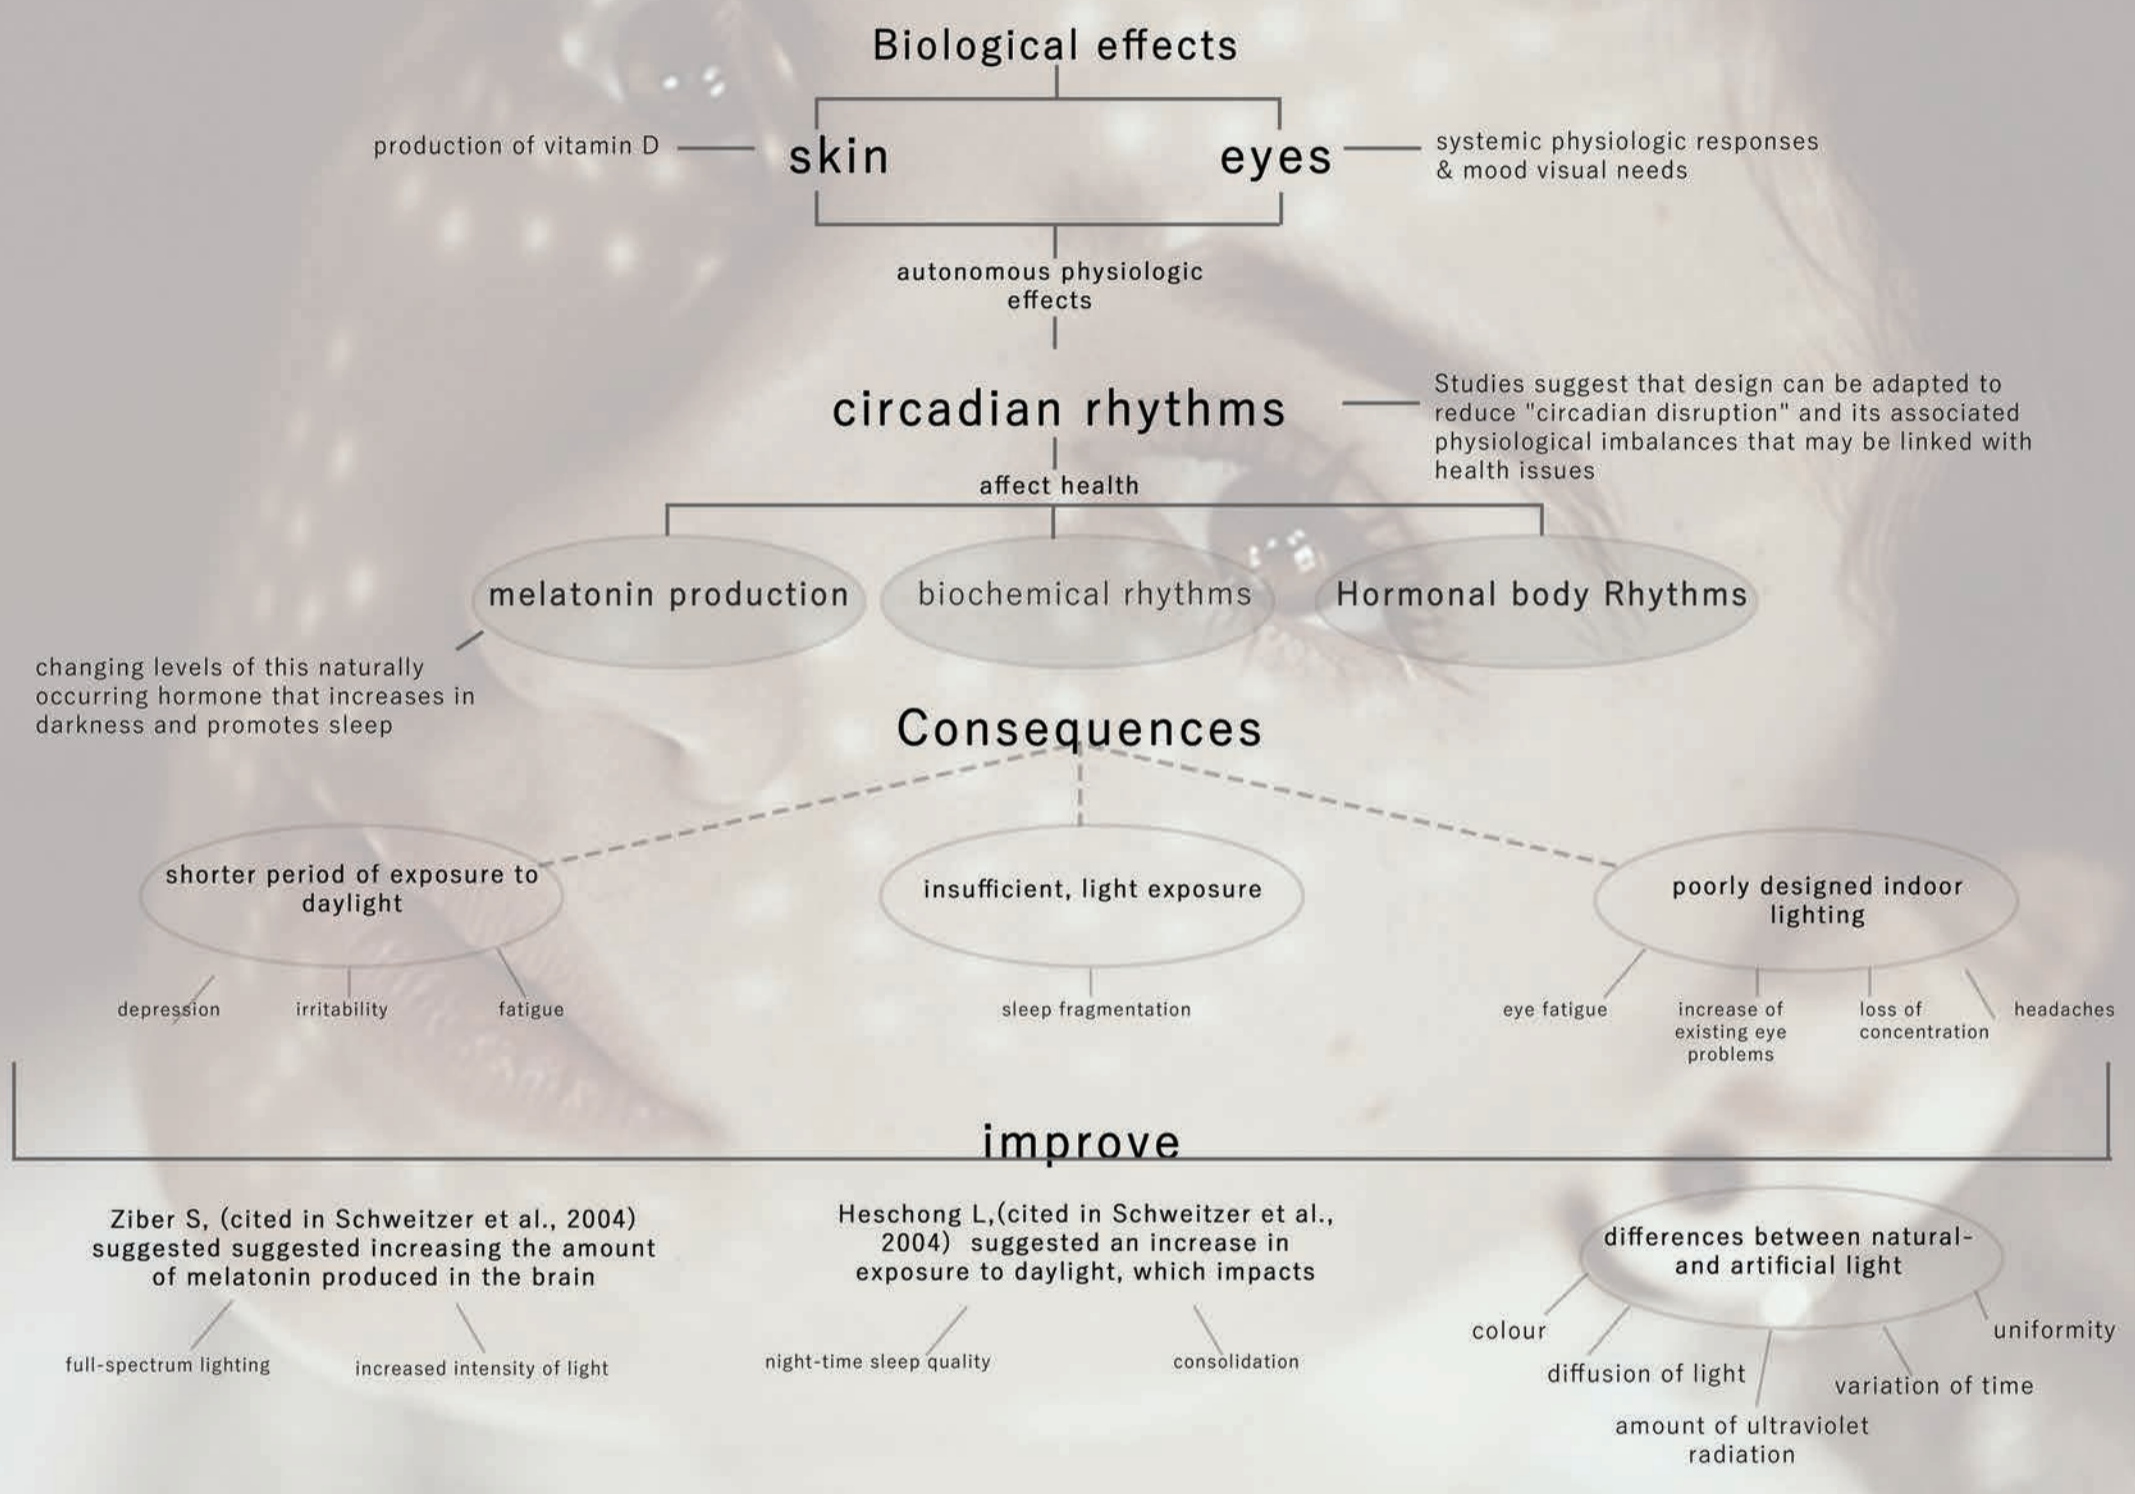 Biological effects
production of vitamin D
skin
eyes
systemic physiologic responses
& mood visual needs
autonomous physiologic
effects
circadian rhythms
Studies suggest that design can be adapted to
reduce "circadian disruption" and its associated
physiological imbalances that may be linked with
health issues
affect health
melatonin production
biochemical rhythms
Hormonal body Rhythms
changing levels of this naturally
occurring hormone that increases in
darkness and promotes sleep
Consequences
shorter period of exposure to
daylight
insufficient, light exposure
poorly designed indoor
lighting
depression
irritability
fatigue
sleep fragmentation
eye fatigue
increase of
existing eye
problems
loss of
concentration
headaches
improve
Ziber S, (cited in Schweitzer et al., 2004)
suggested suggested increasing the amount
of melatonin produced in the brain
full-spectrum lighting
increased intensity of light
Heschong L,(cited in Schweitzer et al.,
2004) suggested an increase in
exposure to daylight, which impacts
night-time sleep quality
consolidation
differences between natural-
and artificial light
colour
diffusion of light
amount of ultraviolet
radiation
variation of time
uniformity